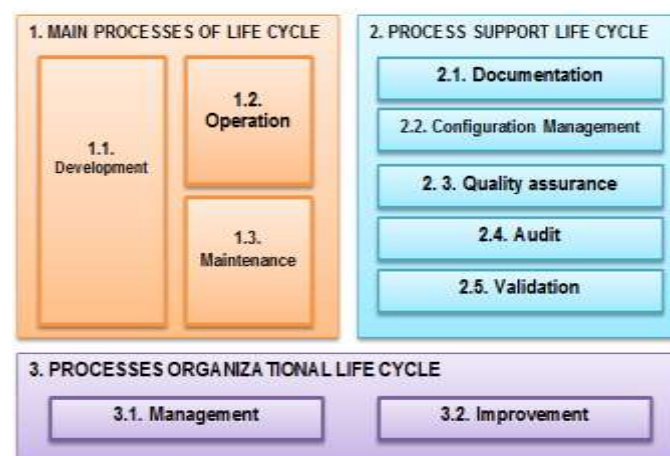 1. MAIN PROCESSES OF LIFE CYCLE
1.1.
Development
1.2.
Operation
1.3.
Maintenance
2. PROCESS SUPPORT LIFE CYCLE
2.1. Documentation
2.2. Configuration Management
2. 3. Quality assurance
2.4. Audit
2.5. Validation
3. PROCESSES ORGANIZATIONAL LIFE CYCLE
3.1. Management
3.2. Improvement